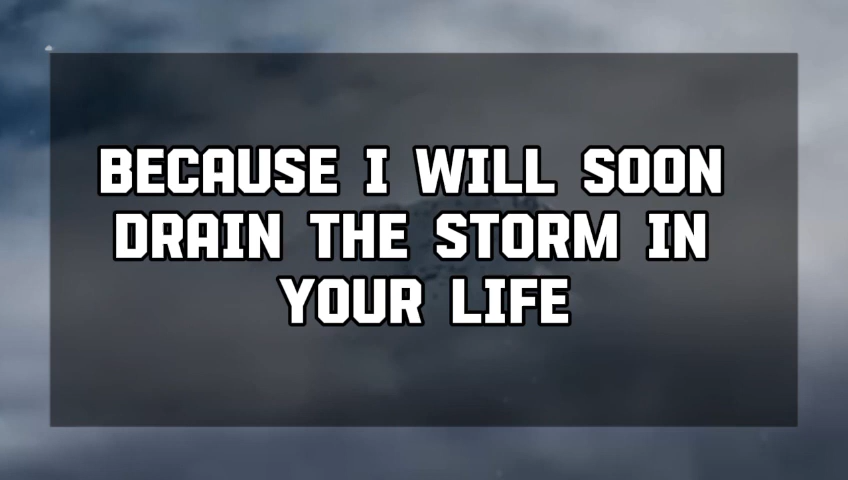 BECAUSE I WILL SOON
DRAIN THE STORM IN
YOUR LIFE